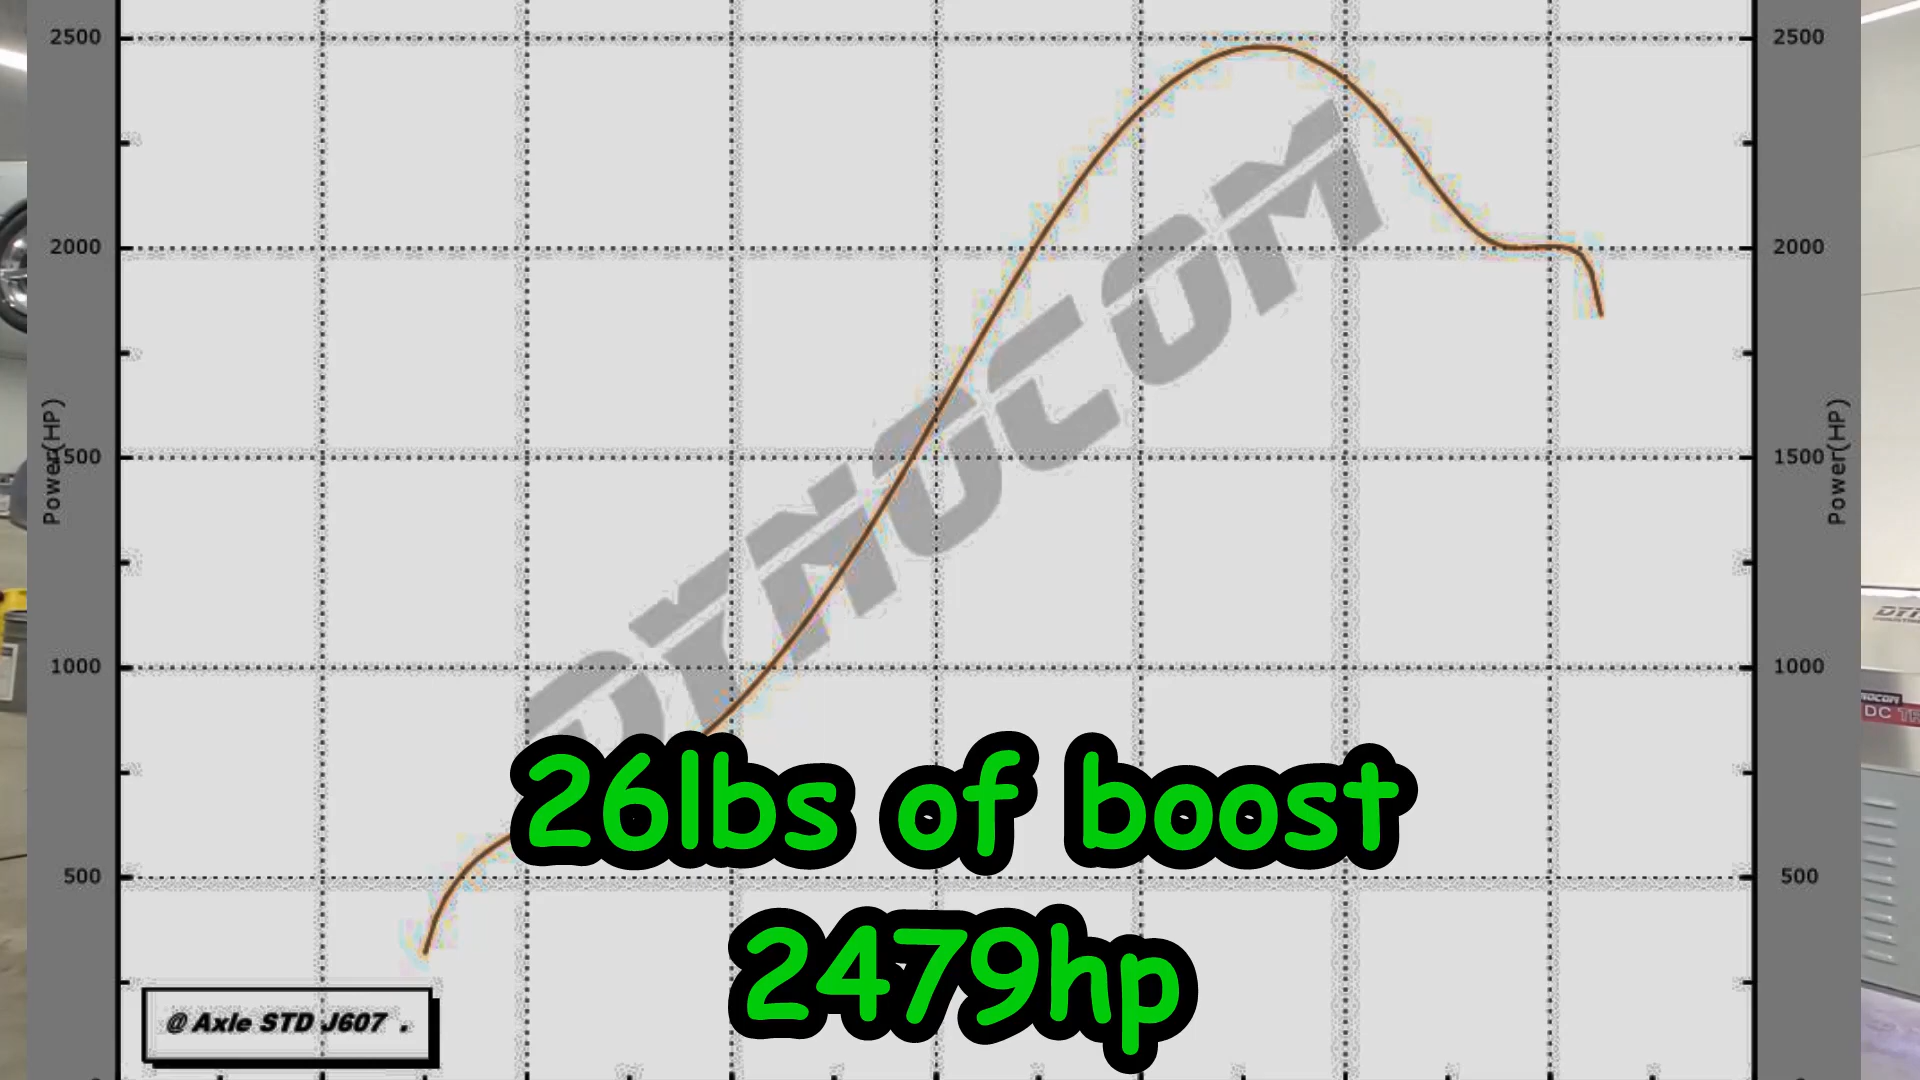 2500
2500
2000
2000
Power(HP)
Power(HP)
1500
1500
1000
1000
500
500
DYNOCOM
26lbs of boost
2479hp
@ Axle STD J607 .
DC TR